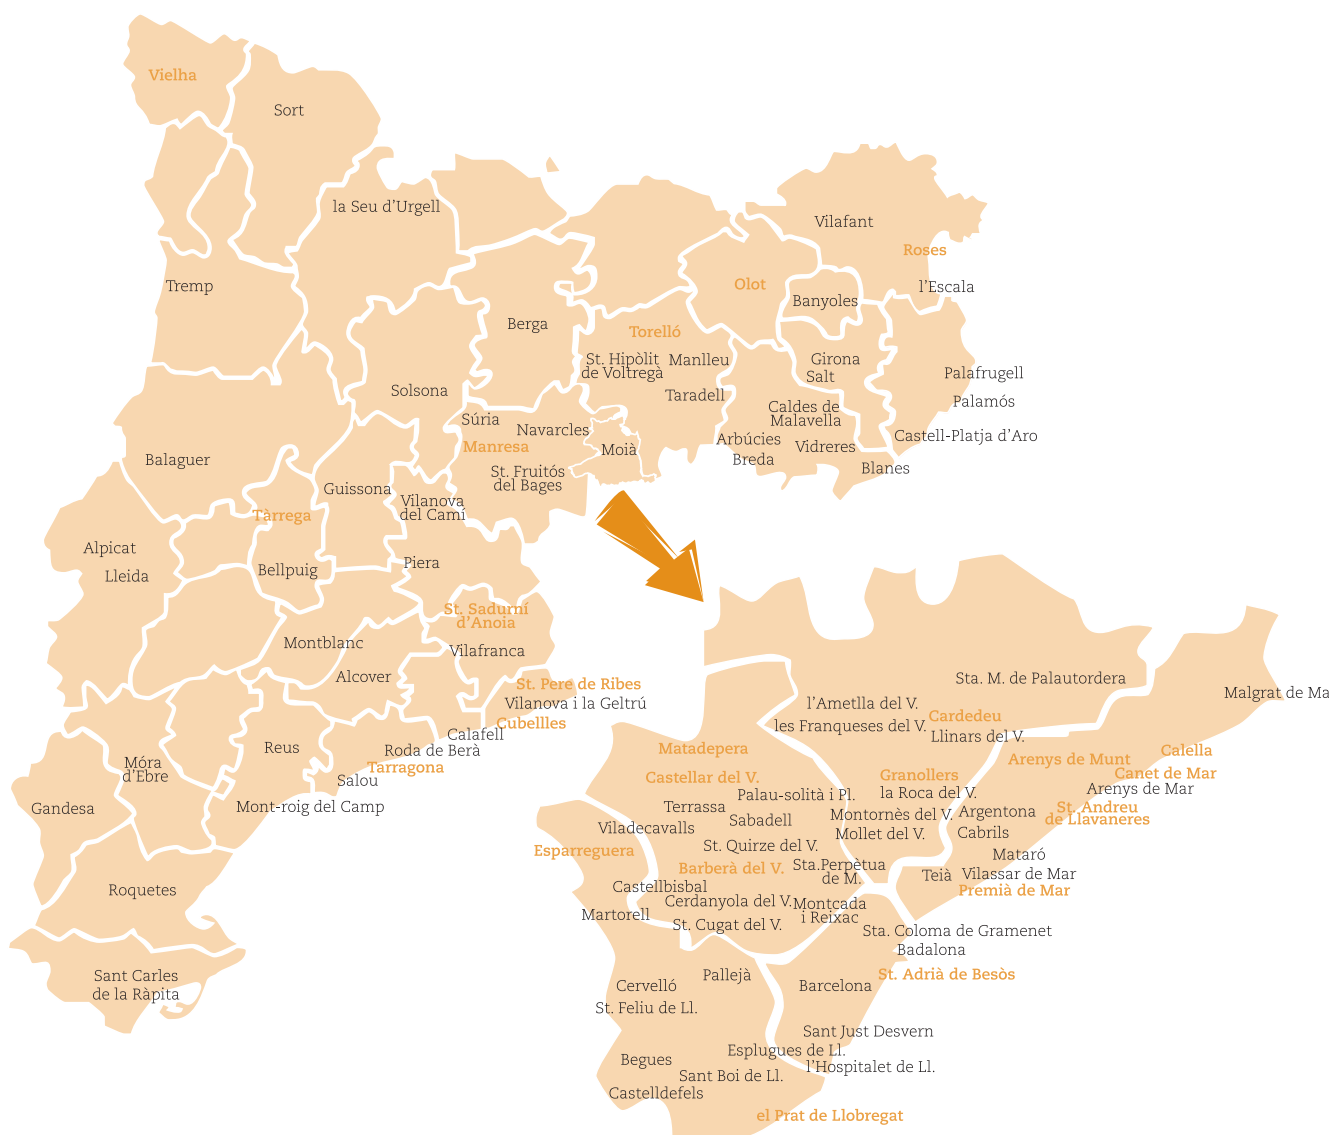 Vielha
Sort
la Seu d'Urgell
Vilafant
Roses
Tremp
Olot
l'Escala
Banyoles
Berga
Torelló
St. Hipòlit
de Voltregà
Manlleu
Girona
Salt
Palafrugell
Solsona
Taradell
Palamós
Caldes de
Malavella
Súria
Navarcles
Manresa
Moià
Arbúcies
Vidreres
Castell-Platja d'Aro
Breda
Blanes
Balaguer
St. Fruitós
del Bages
Guissona
Vilanova
del Camí
Tàrrega
Alpicat
Lleida
Bellpuig
Piera
St. Sadurní
d'Anoia
Montblanc
Vilafranca
Alcover
St. Pere de Ribes
Vilanova i la Geltrú
Cubellles
Calafell
Roda de Berà
Tarragona
Reus
Salou
Móra
d'Ebre
Mont-roig del Camp
Gandesa
Roquetes
Sant Carles
de la Ràpita
Sta. M. de Palautordera
Malgrat de Ma
l'Ametlla del V.
les Franqueses del V.
Cardedeu
Llinars del V.
Matadepera
Arenys de Munt
Calella
Castellar del V.
Granollers
Canet de Mar
la Roca del V.
Arenys de Mar
Palau-solità i Pl.
Terrassa
St. Andreu
de Llavaneres
Sabadell
Montornès del V.
Argentona
Viladecavalls
Mollet del V.
Cabrils
Esparreguera
St. Quirze del V.
Mataró
Barberà del V.
Sta.Perpètua
de M.
Teià
Vilassar de Mar
Premià de Mar
Castellbisbal
Cerdanyola del V.
Montcada
i Reixac
Martorell
St. Cugat del V.
Sta. Coloma de Gramenet
Badalona
Pallejà
St. Adrià de Besòs
Cervelló
Barcelona
St. Feliu de Ll.
Sant Just Desvern
Esplugues de Ll.
Begues
l'Hospitalet de Ll.
Sant Boi de Ll.
Castelldefels
el Prat de Llobregat